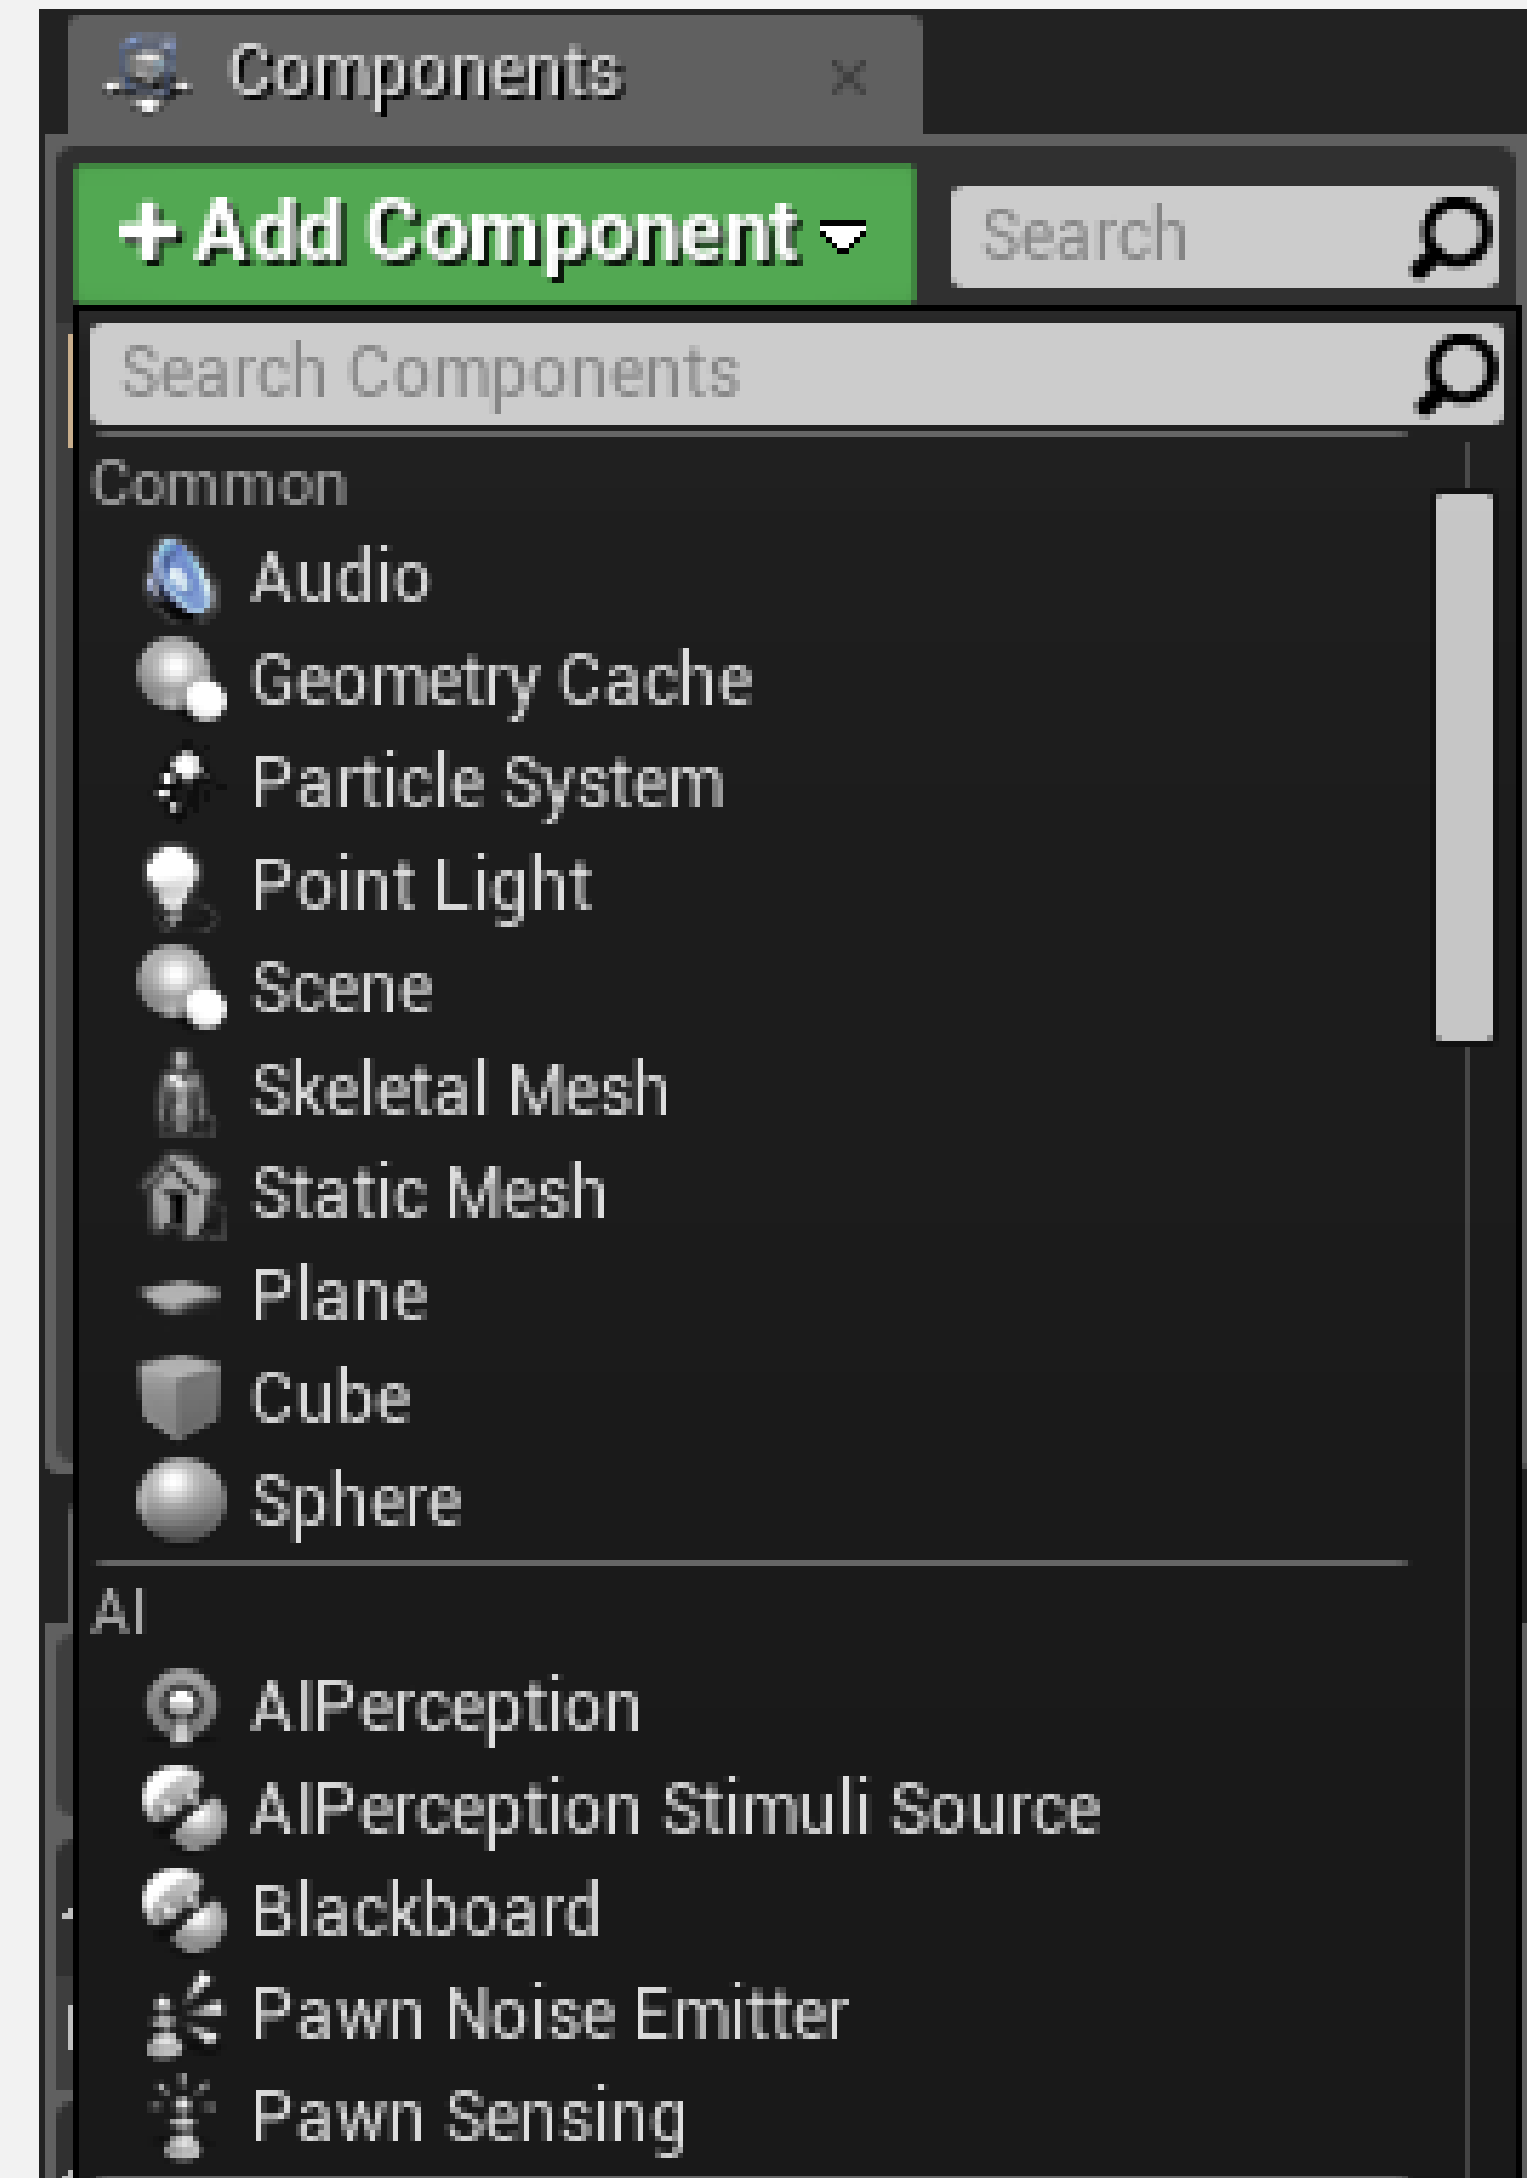 Components
+Add Component
Search
Search Components
Common
Audio
Geometry Cache
Particle System
Point Light
Scene
Skeletal Mesh
Static Mesh
Plane
Cube
Sphere
AI
AIPerception
AIPerception Stimuli Source
Blackboard
Pawn Noise Emitter
Pawn Sensing